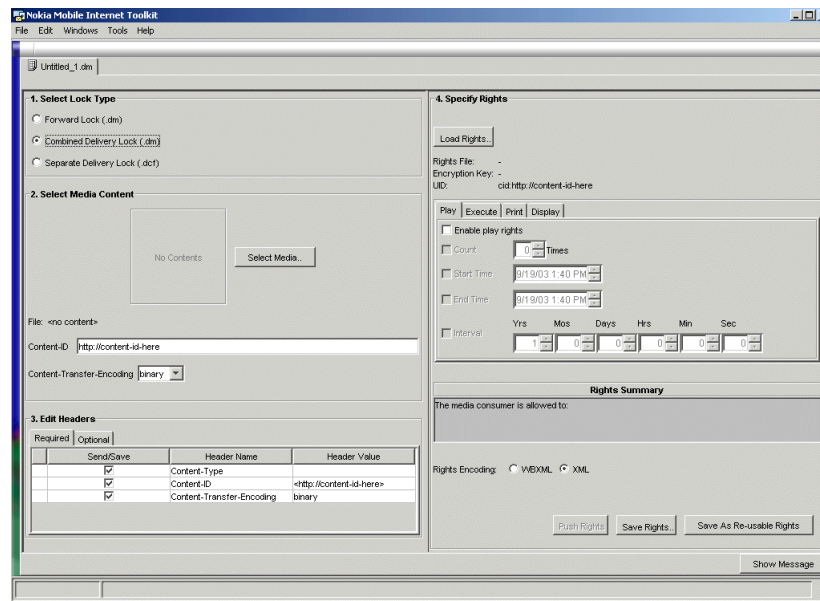 Nokia Mobile Internet Toolkit
File Edit Windows Tools Help
Untitled_1.dm
1. Select Lock Type
Forward Lock (.dm)
Combined Delivery Lock (.dm)
Separate Delivery Lock (.dcf)
2. Select Media Content
No Contents
Select Media..
File: <no content>
Content-ID http://content-id-here
Content-Transfer-Encoding binary
3. Edit Headers
Required Optional
Send/Save Header Name Header Value
Content-Type
Content-ID <http://content-id-here>
Content-Transfer-Encoding binary
4. Specify Rights
Load Rights..
Rights File: -
Encryption Key: -
UID: cid:http://content-id-here
Play Execute Print Display
Enable play rights
Count 0 Times
Start Time 9/19/03 1:40 PM
End Time 9/19/03 1:40 PM
Yrs Mos Days Hrs Min Sec
Interval 1 0 0 0 0 0
Rights Summary
The media consumer is allowed to:
Rights Encoding: WBXML XML
Push Rights Save Rights.. Save As Re-usable Rights
Show Message